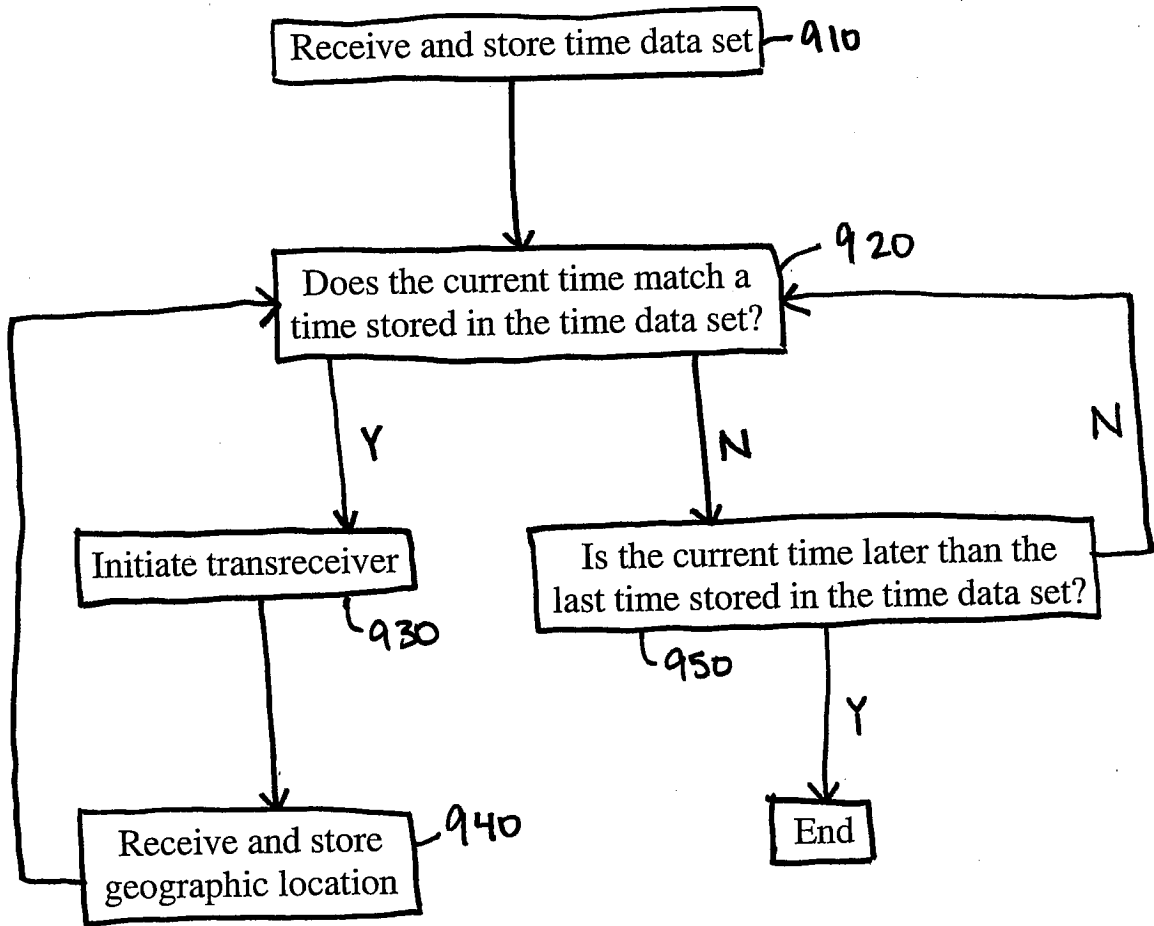 Receive and store time data set
910
920
Does the current time match a
time stored in the time data set?
Y
N
N
Initiate transreceiver
930
Is the current time later than the
last time stored in the time data set?
950
Y
Receive and store
geographic location
940
End